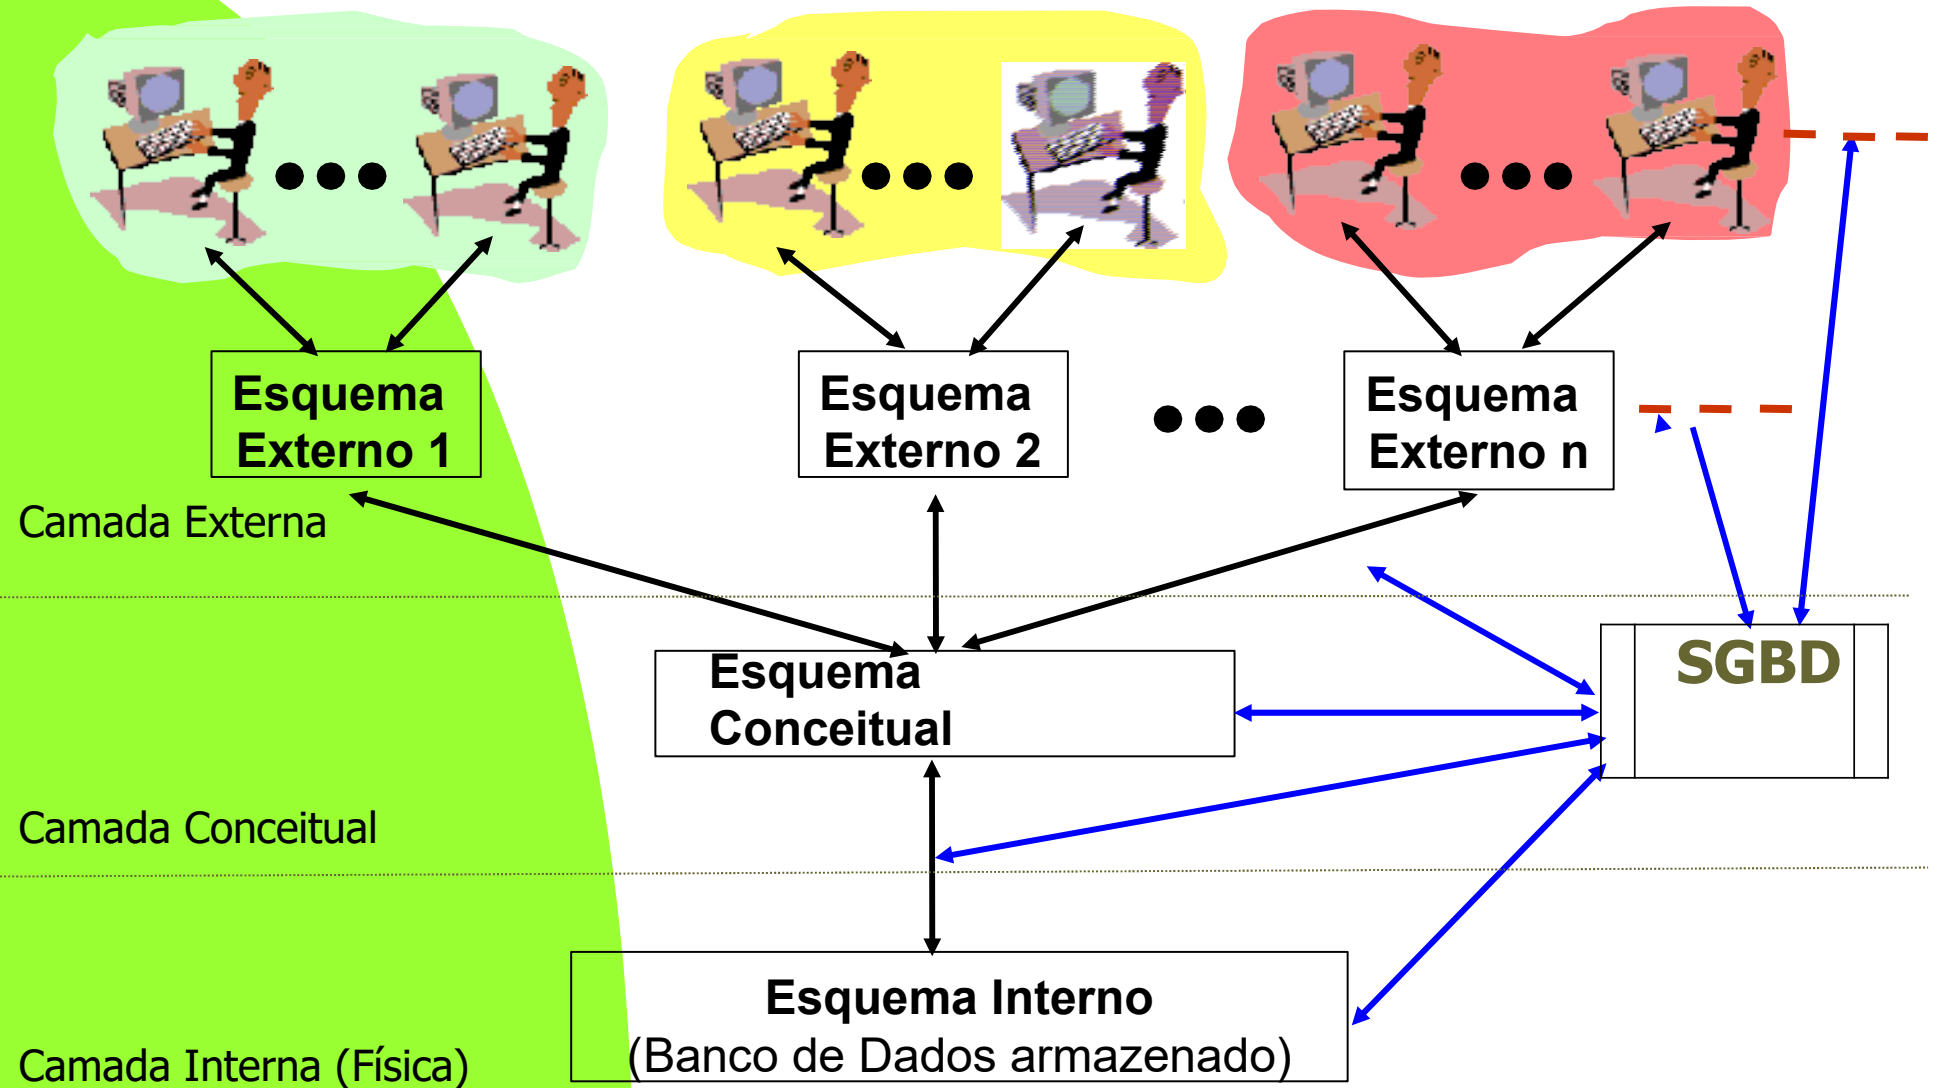 Esquema
Externo 1
Esquema
Externo 2
Esquema
Externo n
Camada Externa
Esquema
Conceitual
SGBD
Camada Conceitual
Esquema Interno
(Banco de Dados armazenado)
Camada Interna (Física)